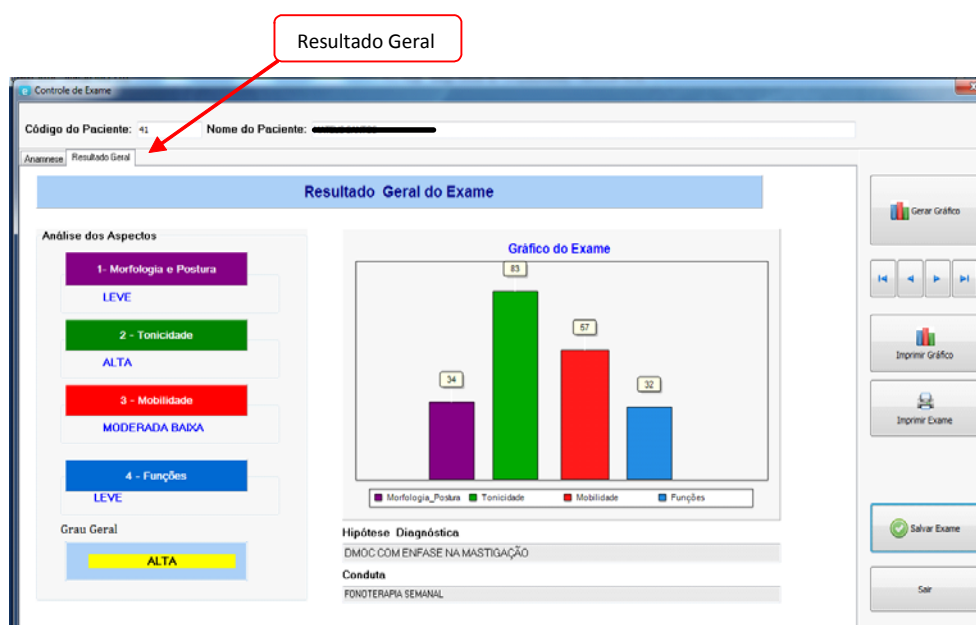 Resultado Geral
Controle de Exame
Código do Paciente: 41 Nome do Paciente:
Anamnese Resultado Geral
Resultado Geral do Exame
Gerar Gráfico
Análise dos Aspectos
1- Morfologia e Postura
LEVE
2 - Tonicidade
ALTA
3 - Mobilidade
MODERADA BAIXA
4 - Funções
LEVE
Grau Geral
ALTA
Gráfico do Exame
83
57
34
32
Morfologia_Postura Tonicidade Mobilidade Funções
Hipótese Diagnóstica
DMOC COM ENFASE NA MASTIGAÇÃO
Conduta
FONOTERAPIA SEMANAL
Imprimir Gráfico
Imprimir Exame
Salvar Exame
Sair